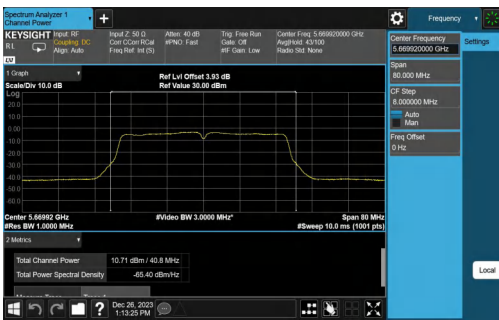 Spectrum Analyzer 1
Channel Power
+
Frequency
KEYSIGHT
RL
Input: RF
Coupling: DC
Align: Auto
Input Z: 50 Ω
Corr CCorr RCal
Freq Ref: Int (S)
Atten: 40 dB
#PNO: Fast
Trig: Free Run
Gate: Off
#IF Gain: Low
Center Freq: 5.669920000 GHz
Avg|Hold: 43/100
Radio Std: None
Center Frequency
5.669920000 GHz
Settings
Span
80.000 MHz
CF Step
8.000000 MHz
Auto
Man
Freq Offset
0 Hz
Local
1 Graph
Scale/Div 10.0 dB
Ref Lvl Offset 3.93 dB
Ref Value 30.00 dBm
Log
20.0
10.0
0.00
-10.0
-20.0
-30.0
-40.0
-50.0
-60.0
Center 5.66992 GHz
#Res BW 1.0000 MHz
#Video BW 3.0000 MHz*
Span 80 MHz
#Sweep 10.0 ms (1001 pts)
2 Metrics
Total Channel Power
10.71 dBm / 40.8 MHz
Total Power Spectral Density
-65.40 dBm/Hz
?
Dec 26, 2023
1:13:25 PM